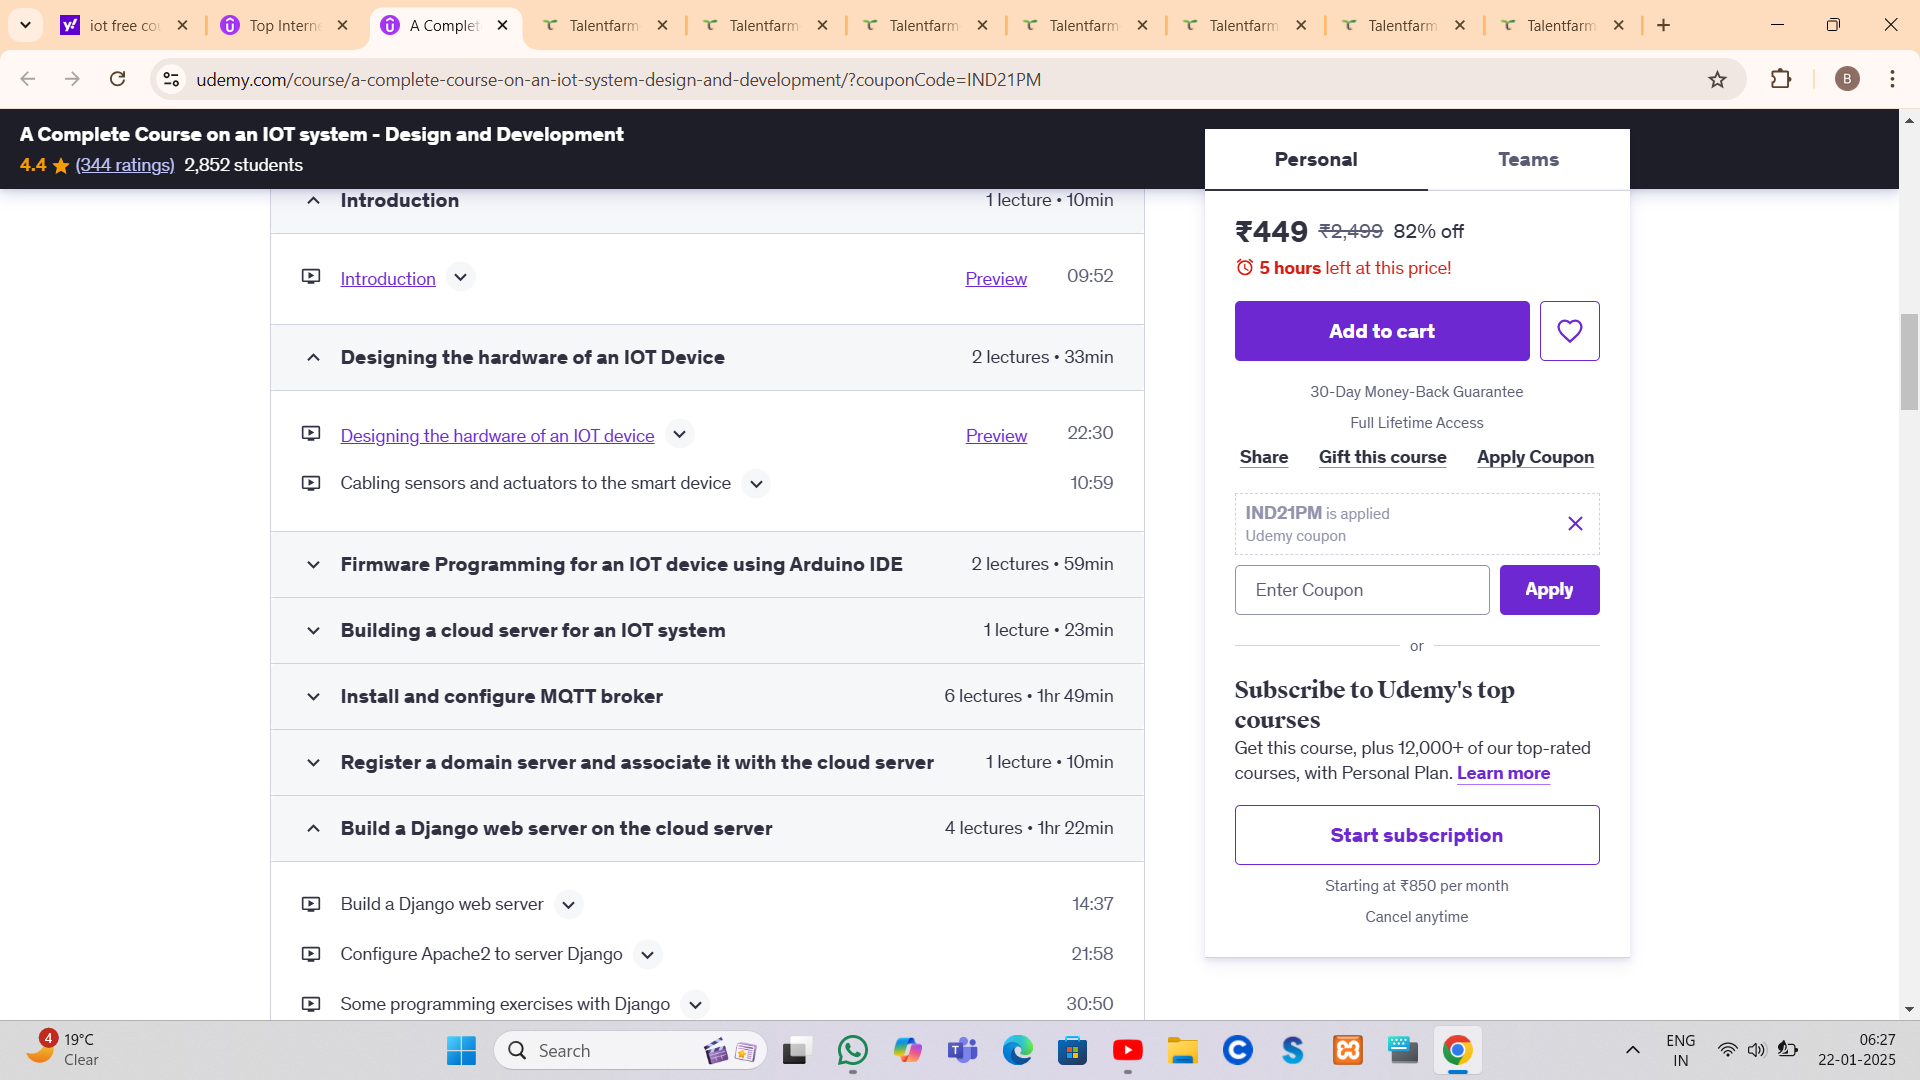 iot free co
Top Intern
A Complet
Talentfarm
Talentfarm
Talentfarm
Talentfarm
Talentfarm
Talentfarm
Talentfarm
udemy.com/course/a-complete-course-on-an-iot-system-design-and-development/?couponCode=IND21PM
B
A Complete Course on an IOT system - Design and Development
4.4 (344 ratings) 2,852 students
Introduction 1 lecture • 10min
Introduction Preview 09:52
Designing the hardware of an IOT Device 2 lectures • 33min
Designing the hardware of an IOT device Preview 22:30
Cabling sensors and actuators to the smart device 10:59
Firmware Programming for an IOT device using Arduino IDE 2 lectures • 59min
Building a cloud server for an IOT system 1 lecture • 23min
Install and configure MQTT broker 6 lectures • 1hr 49min
Register a domain server and associate it with the cloud server 1 lecture • 10min
Build a Django web server on the cloud server 4 lectures • 1hr 22min
Build a Django web server 14:37
Configure Apache2 to server Django 21:58
Some programming exercises with Django 30:50
Personal Teams
₹449 ₹2,499 82% off
5 hours left at this price!
Add to cart
30-Day Money-Back Guarantee
Full Lifetime Access
Share Gift this course Apply Coupon
IND21PM is applied
Udemy coupon
Enter Coupon Apply
or
Subscribe to Udemy's top
courses
Get this course, plus 12,000+ of our top-rated
courses, with Personal Plan. Learn more
Start subscription
Starting at ₹850 per month
Cancel anytime
4
19°C
Clear
Search
ENG
IN
06:27
22-01-2025